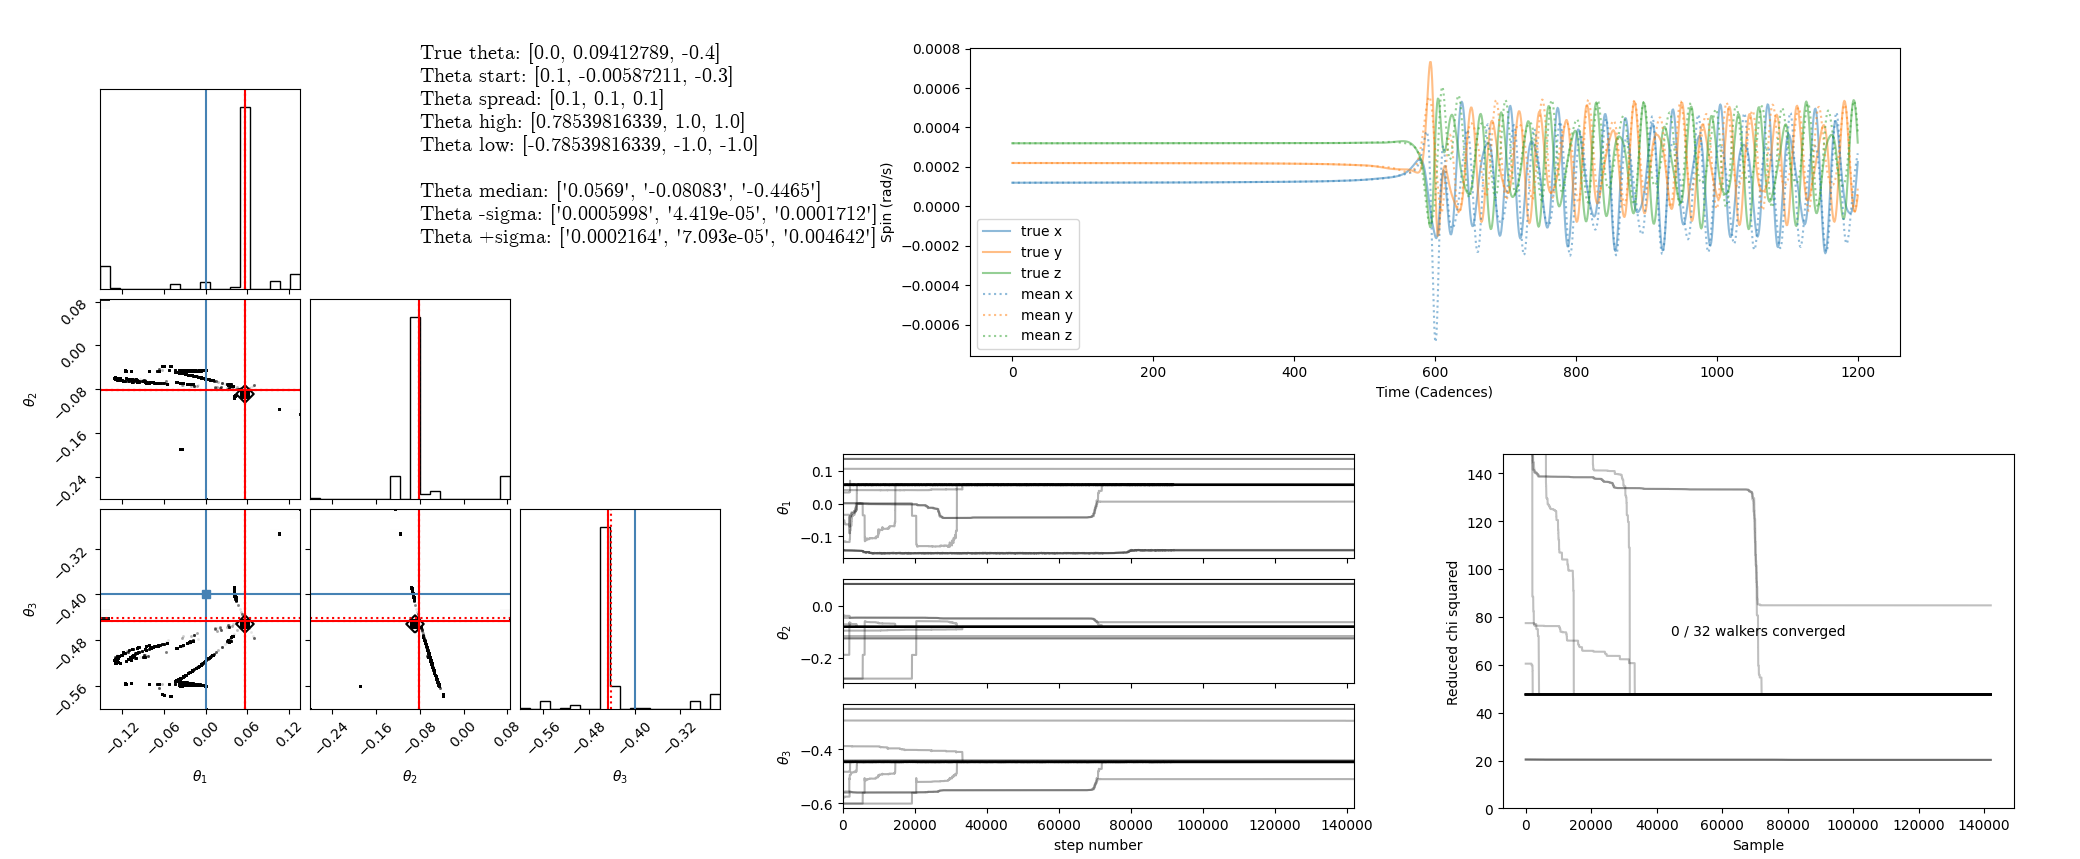 True theta: [0.0, 0.09412789, -0.4]
Theta start: [0.1, -0.00587211, -0.3]
Theta spread: [0.1, 0.1, 0.1]
Theta high: [0.78539816339, 1.0, 1.0]
Theta low: [-0.78539816339, -1.0, -1.0]
Theta median: ['0.0569', '-0.08083', '-0.4465']
Theta -sigma: ['0.0005998', '4.419e-05', '0.0001712']
Theta +sigma: ['0.0002164', '7.093e-05', '0.004642']
θ2
0.08
0.00
−0.08
−0.16
−0.24
θ3
−0.32
−0.40
−0.48
−0.56
−0.12 −0.06 0.00 0.06 0.12
θ1
−0.24 −0.16 −0.08 0.00 0.08
θ2
−0.56 −0.48 −0.40 −0.32
θ3
Spin (rad/s)
0.0008
0.0006
0.0004
0.0002
0.0000
−0.0002
−0.0004
−0.0006
true x
true y
true z
mean x
mean y
mean z
0 200 400 600 800 1000 1200
Time (Cadences)
θ1
0.1
0.0
−0.1
θ2
0.0
−0.2
θ3
−0.4
−0.6
0 20000 40000 60000 80000 100000 120000 140000
step number
Reduced chi squared
140
120
100
80
60
40
20
0
0 / 32 walkers converged
0 20000 40000 60000 80000 100000 120000 140000
Sample